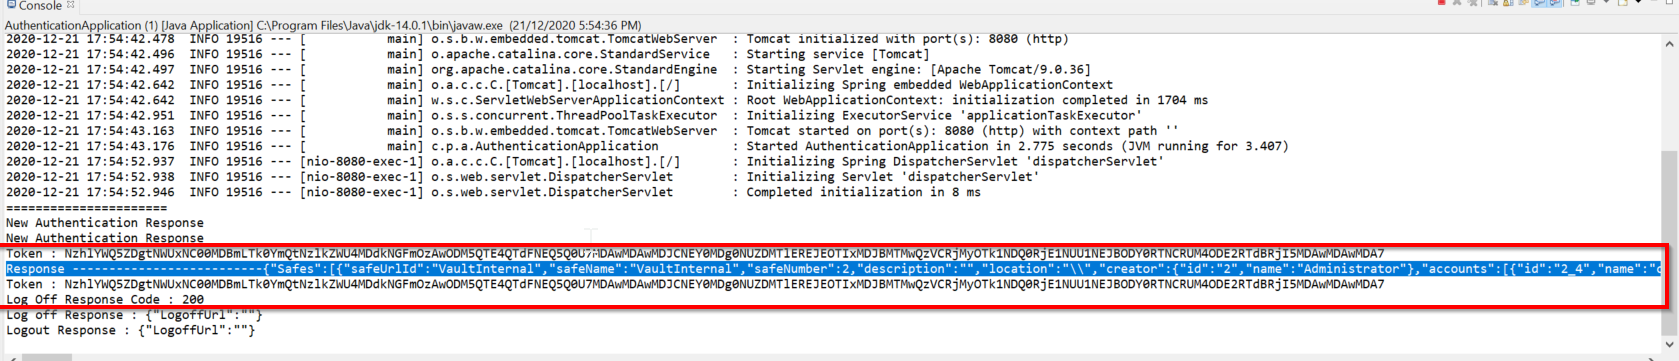 Console
AuthenticationApplication (1) [Java Application] C:\Program Files\Java\jdk-14.0.1\bin\javaw.exe (21/12/2020 5:54:36 PM)
2020-12-21 17:54:42.478  INFO 19516 --- [           main] o.s.b.w.embedded.tomcat.TomcatWebServer  : Tomcat initialized with port(s): 8080 (http)
2020-12-21 17:54:42.496  INFO 19516 --- [           main] o.apache.catalina.core.StandardService   : Starting service [Tomcat]
2020-12-21 17:54:42.497  INFO 19516 --- [           main] org.apache.catalina.core.StandardEngine  : Starting Servlet engine: [Apache Tomcat/9.0.36]
2020-12-21 17:54:42.642  INFO 19516 --- [           main] o.a.c.c.C.[Tomcat].[localhost].[/]       : Initializing Spring embedded WebApplicationContext
2020-12-21 17:54:42.642  INFO 19516 --- [           main] w.s.c.ServletWebServerApplicationContext : Root WebApplicationContext: initialization completed in 1704 ms
2020-12-21 17:54:42.951  INFO 19516 --- [           main] o.s.s.concurrent.ThreadPoolTaskExecutor  : Initializing ExecutorService 'applicationTaskExecutor'
2020-12-21 17:54:43.163  INFO 19516 --- [           main] o.s.b.w.embedded.tomcat.TomcatWebServer  : Tomcat started on port(s): 8080 (http) with context path ''
2020-12-21 17:54:43.176  INFO 19516 --- [           main] c.p.a.AuthenticationApplication          : Started AuthenticationApplication in 2.775 seconds (JVM running for 3.407)
2020-12-21 17:54:52.937  INFO 19516 --- [nio-8080-exec-1] o.a.c.c.C.[Tomcat].[localhost].[/]       : Initializing Spring DispatcherServlet 'dispatcherServlet'
2020-12-21 17:54:52.938  INFO 19516 --- [nio-8080-exec-1] o.s.web.servlet.DispatcherServlet        : Initializing Servlet 'dispatcherServlet'
2020-12-21 17:54:52.946  INFO 19516 --- [nio-8080-exec-1] o.s.web.servlet.DispatcherServlet        : Completed initialization in 8 ms
======================
New Authentication Response
New Authentication Response
Token :
Response --------------------------{"Safes":[{"safeUrlId":"VaultInternal","safeName":"VaultInternal","safeNumber":2,"description":"","location":"\\","creator":{"id":"2","name":"Administrator"},"accounts":[{"id":"2_4","name":"
Token :
Log Off Response Code : 200
Log off Response : {"LogoffUrl":""}
Logout Response : {"LogoffUrl":""}